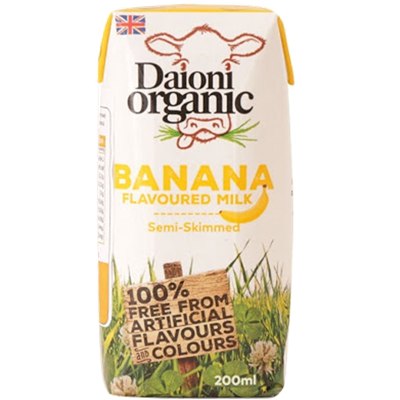 Daioni
organic
BANANA
FLAVOURED MILK
Semi-Skimmed
100%
FREE FROM
ARTIFICIAL
FLAVOURS
AND COLOURS
200ml